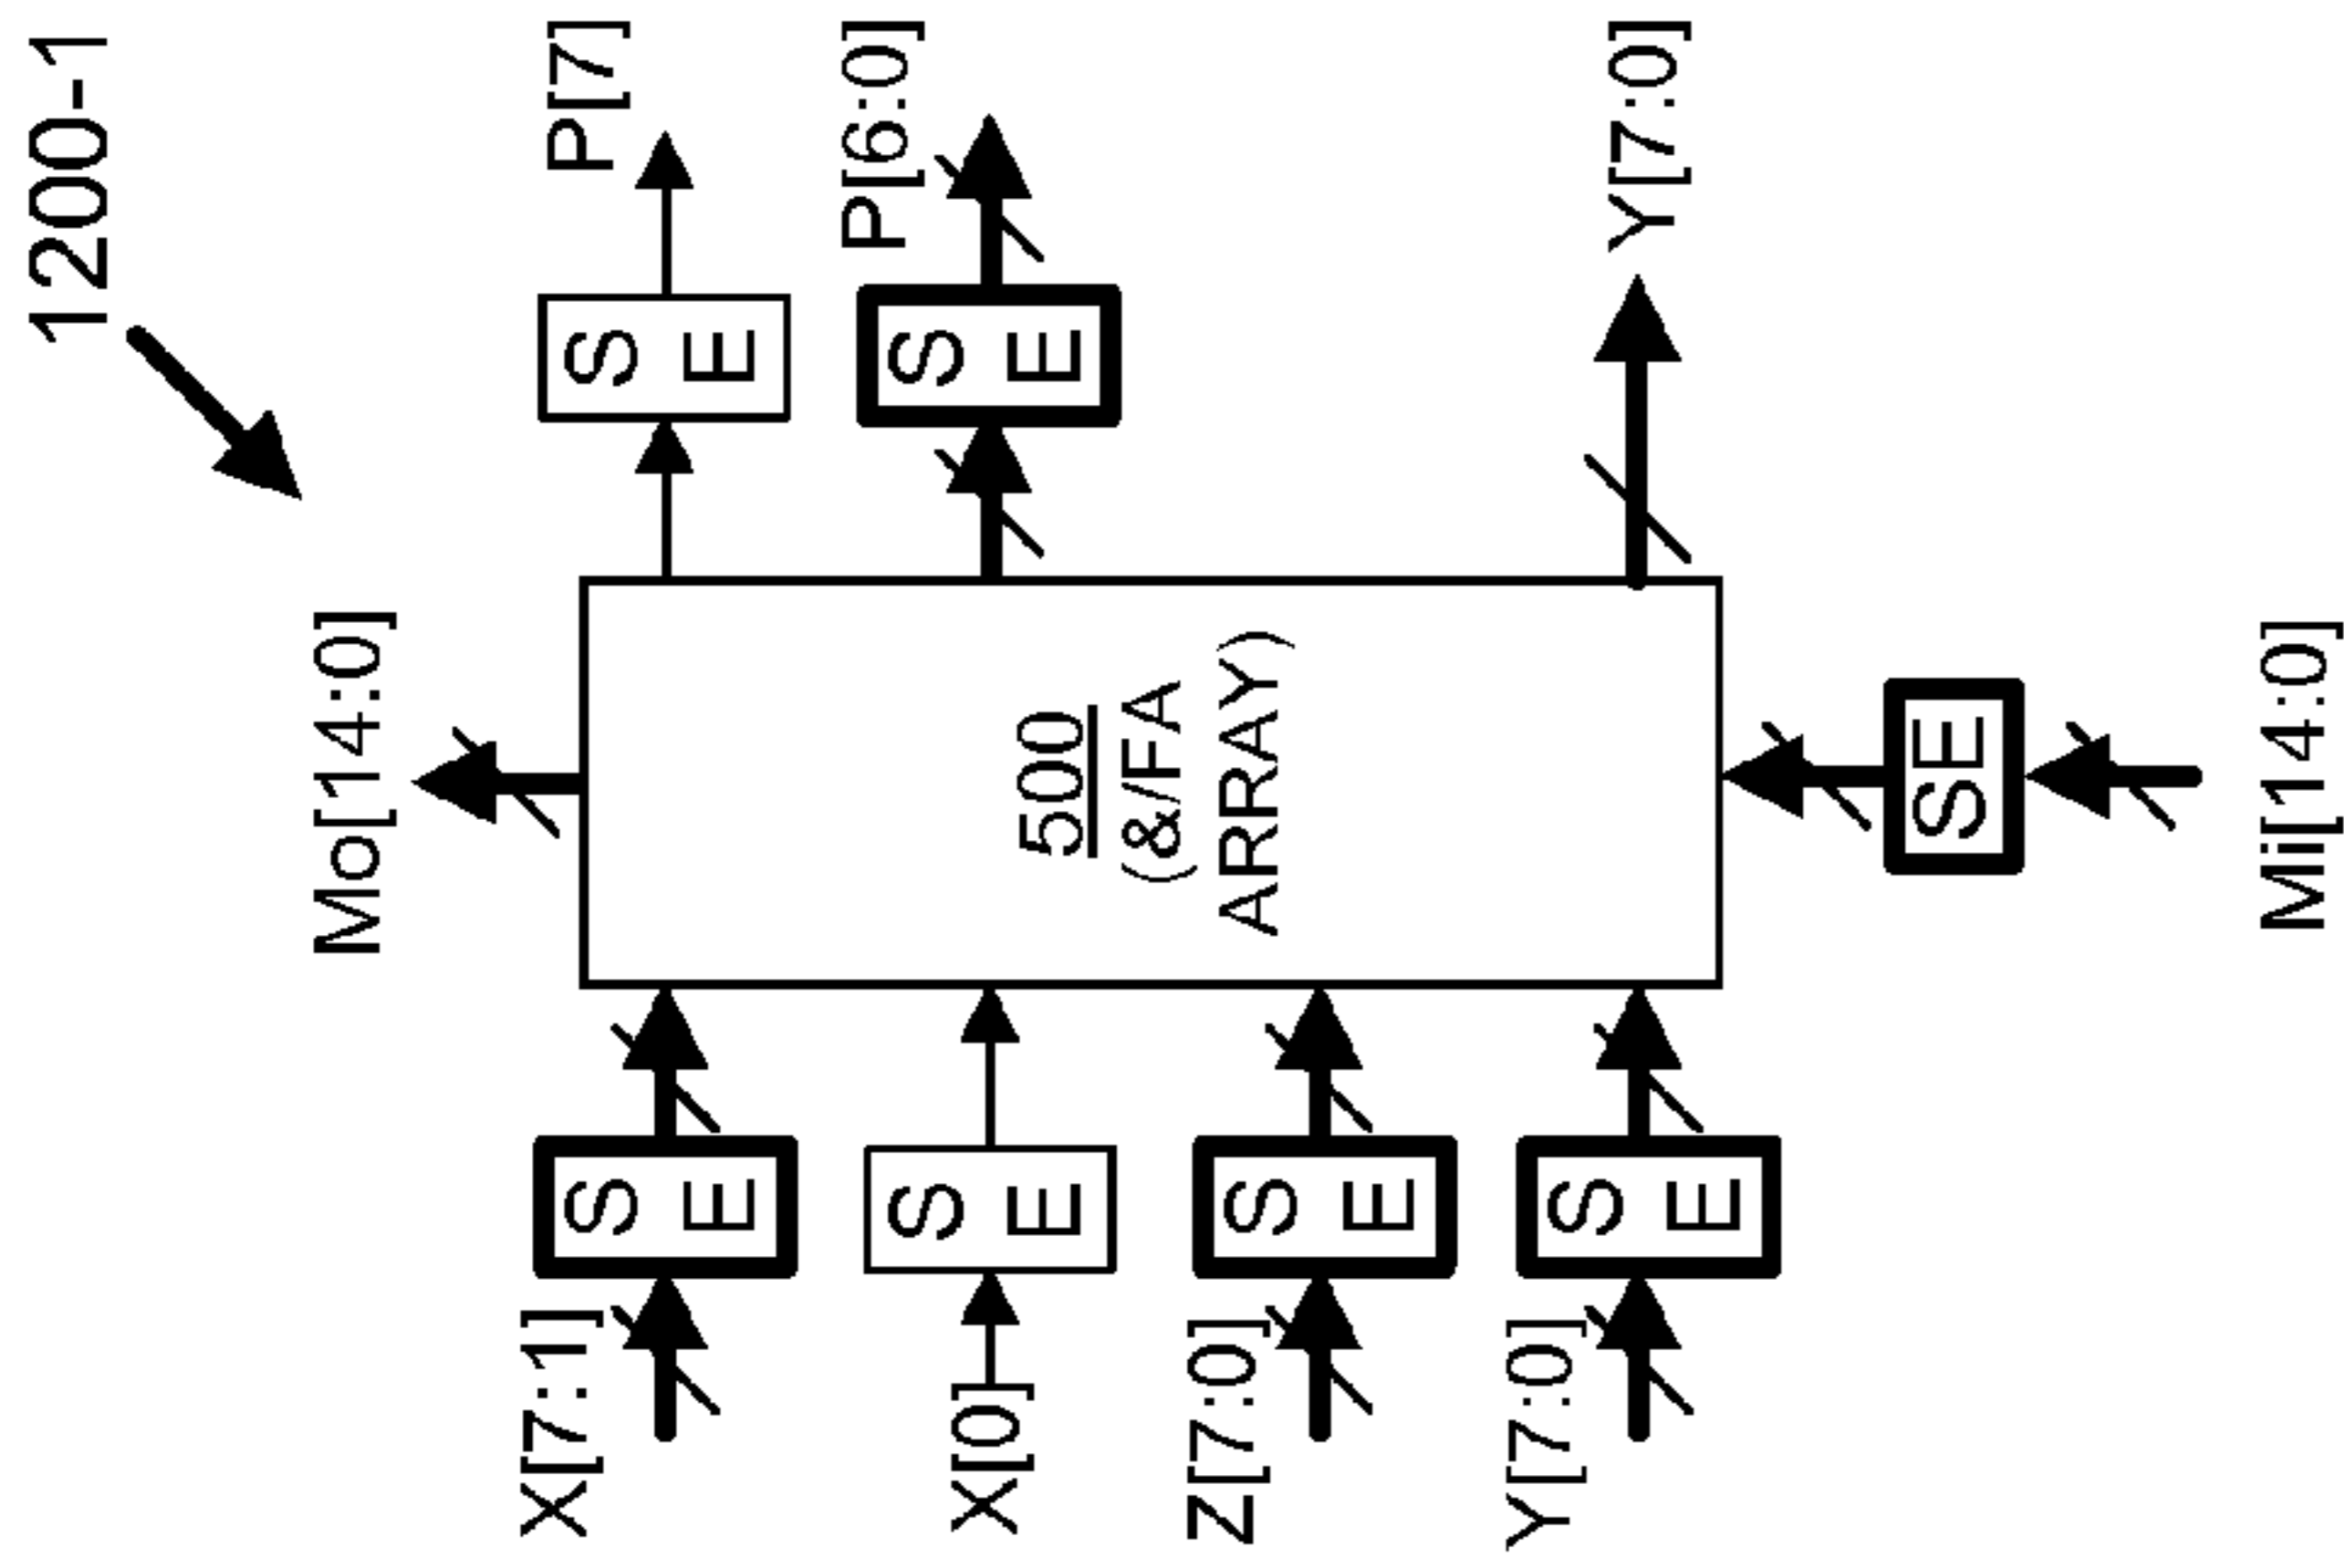 1200-1
Mo[14:0]
X[7:1]
S
E
S
E
P[7]
X[0]
S
E
S
E
P[6:0]
500
(&/FA
ARRAY)
Z[7:0]
S
E
Y[7:0]
S
E
Y[7:0]
SE
Mi[14:0]